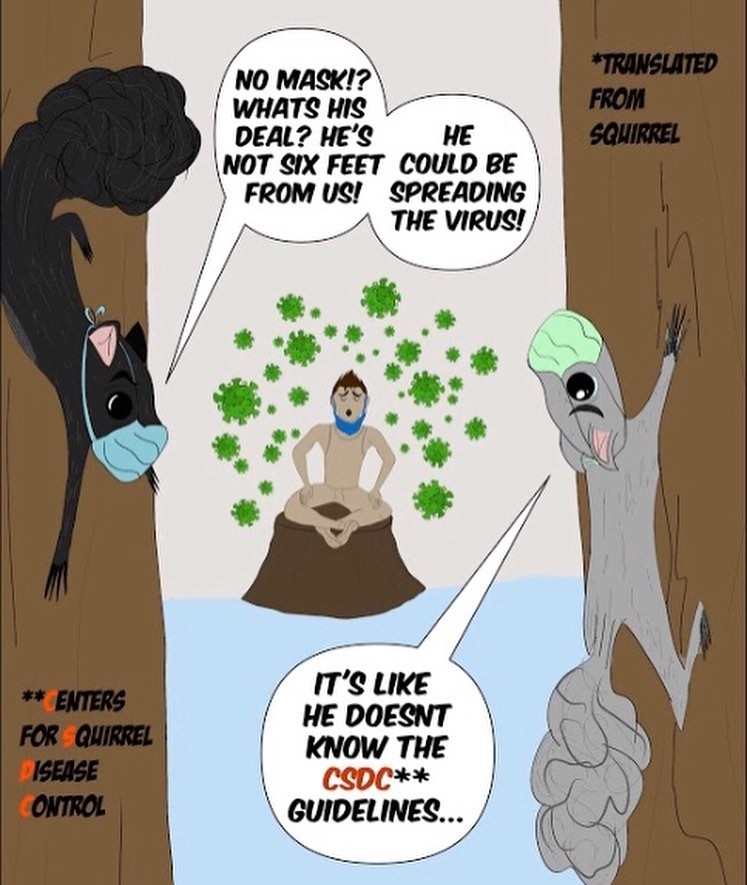 NO MASK!?
WHATS HIS
DEAL? HE'S
NOT SIX FEET
FROM US!
HE
COULD BE
SPREADING
THE VIRUS!
*TRANSLATED
FROM
SQUIRREL
IT'S LIKE
HE DOESNT
KNOW THE
CSDC**
GUIDELINES...
**CENTERS
FOR SQUIRREL
DISEASE
CONTROL